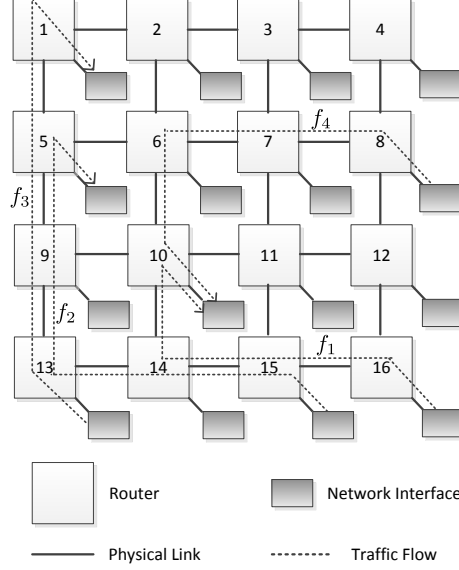 1 2 3 4
f4
5 6 7 8
f3
9 10 11 12
f2
f1
13 14 15 16
Router Network Interface
Physical Link Traffic Flow